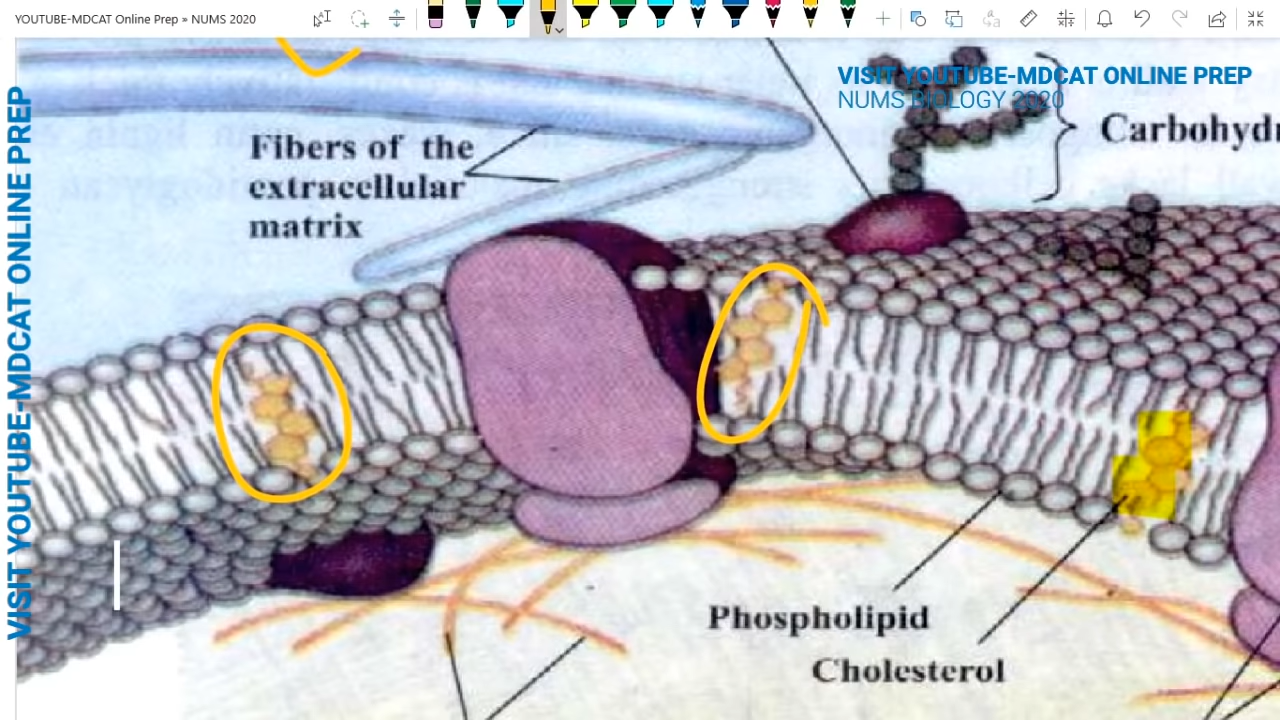 YOUTUBE-MDCAT Online Prep » NUMS 2020
VISIT YOUTUBE-MDCAT ONLINE PREP
NUMS BIOLOGY 2020
Carbohyd
Fibers of the
extracellular
matrix
VISIT YOUTUBE-MDCAT ONLINE PREP
Phospholipid
Cholesterol